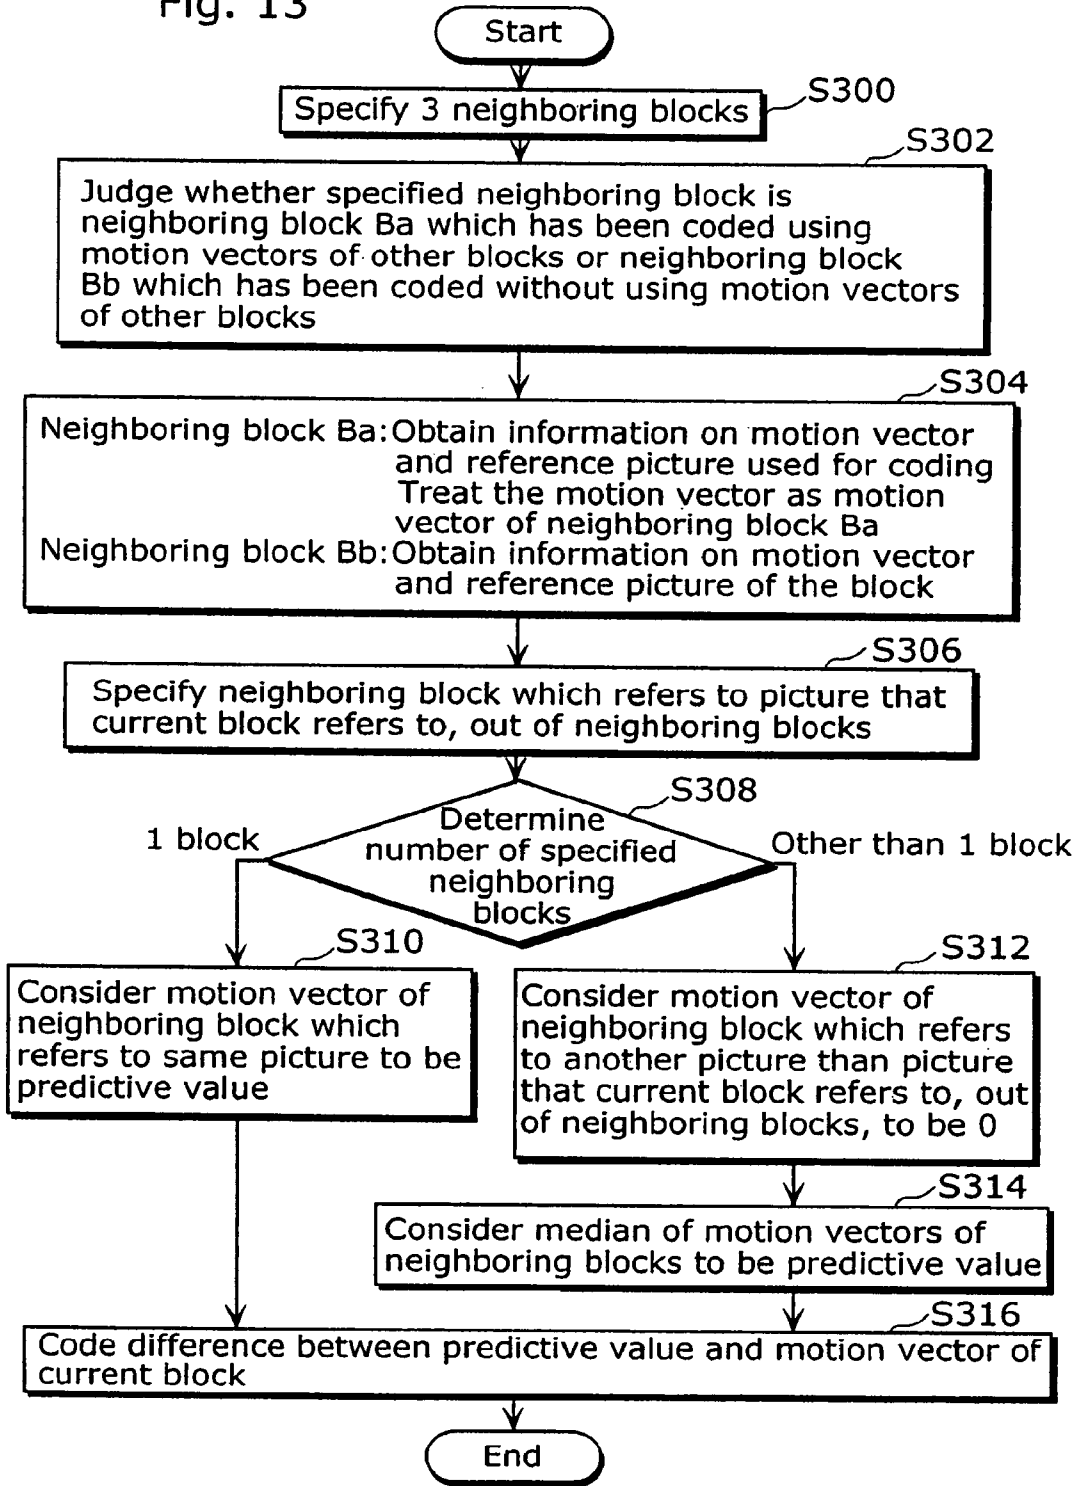 Fig. 13
Start
S300
Specify 3 neighboring blocks
S302
Judge whether specified neighboring block is
neighboring block Ba which has been coded using
motion vectors of other blocks or neighboring block
Bb which has been coded without using motion vectors
of other blocks
S304
Neighboring block Ba: Obtain information on motion vector
and reference picture used for coding
Treat the motion vector as motion
vector of neighboring block Ba
Neighboring block Bb: Obtain information on motion vector
and reference picture of the block
S306
Specify neighboring block which refers to picture that
current block refers to, out of neighboring blocks
S308
Determine
number of specified
neighboring
blocks
1 block
Other than 1 block
S310
Consider motion vector of
neighboring block which
refers to same picture to be
predictive value
S312
Consider motion vector of
neighboring block which refers
to another picture than picture
that current block refers to, out
of neighboring blocks, to be 0
S314
Consider median of motion vectors of
neighboring blocks to be predictive value
S316
Code difference between predictive value and motion vector of
current block
End